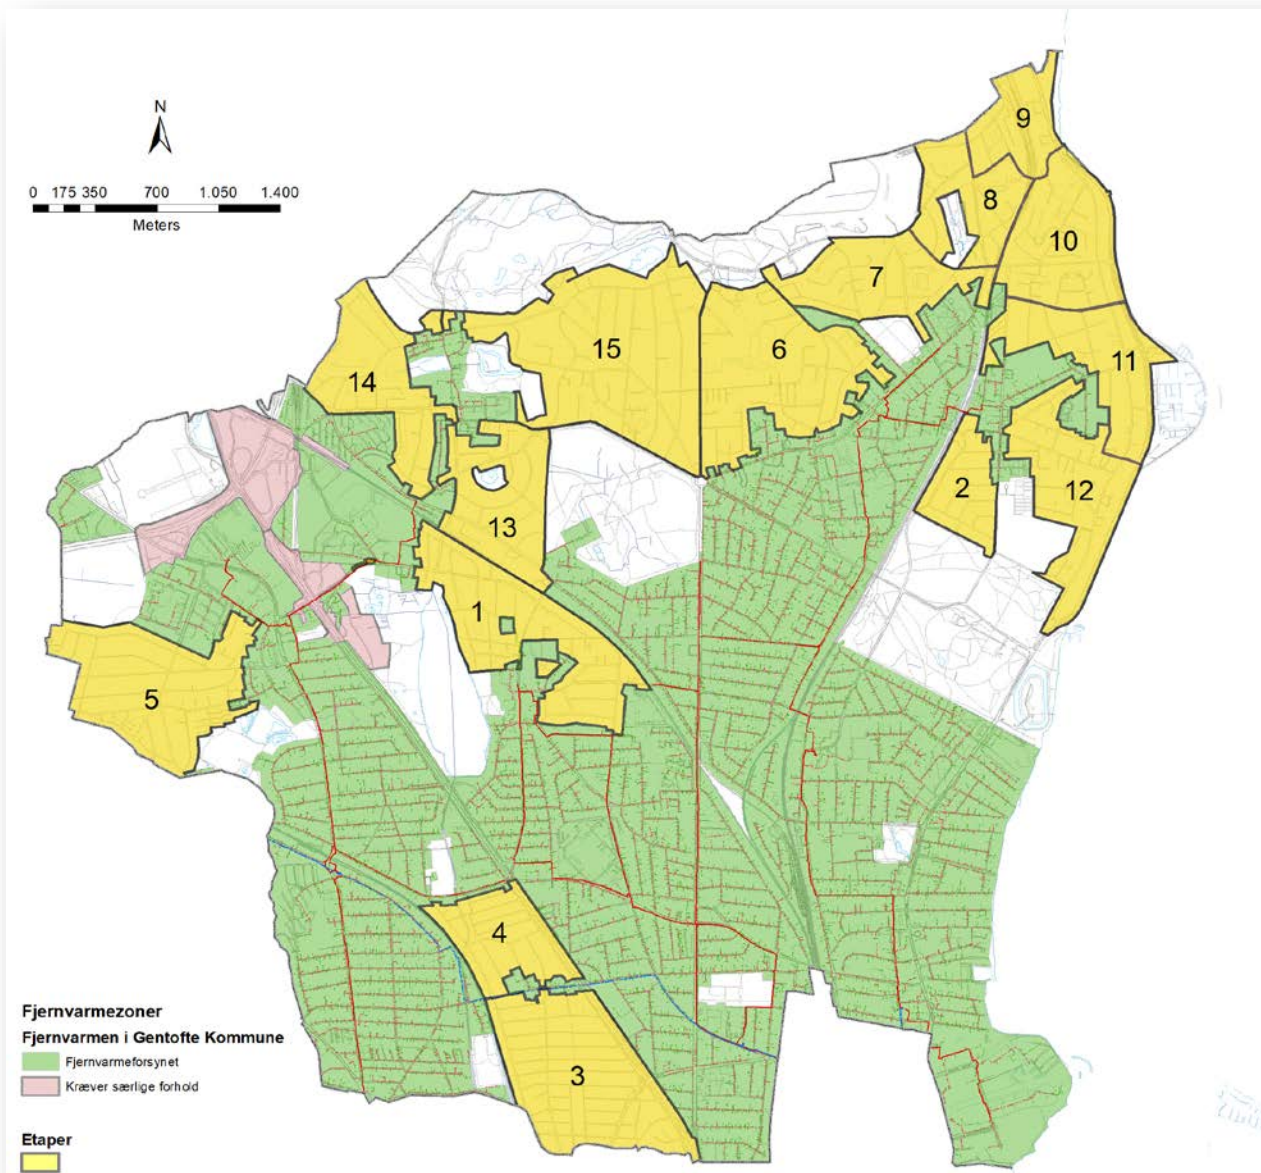 N
0 175 350 700 1.050 1.400
Meters
9
8
10
7
15
6
11
14
2
12
13
1
5
4
3
Fjernvarmezoner
Fjernvarmen i Gentofte Kommune
Fjernvarmeforsynet
Kræver særlige forhold
Etaper